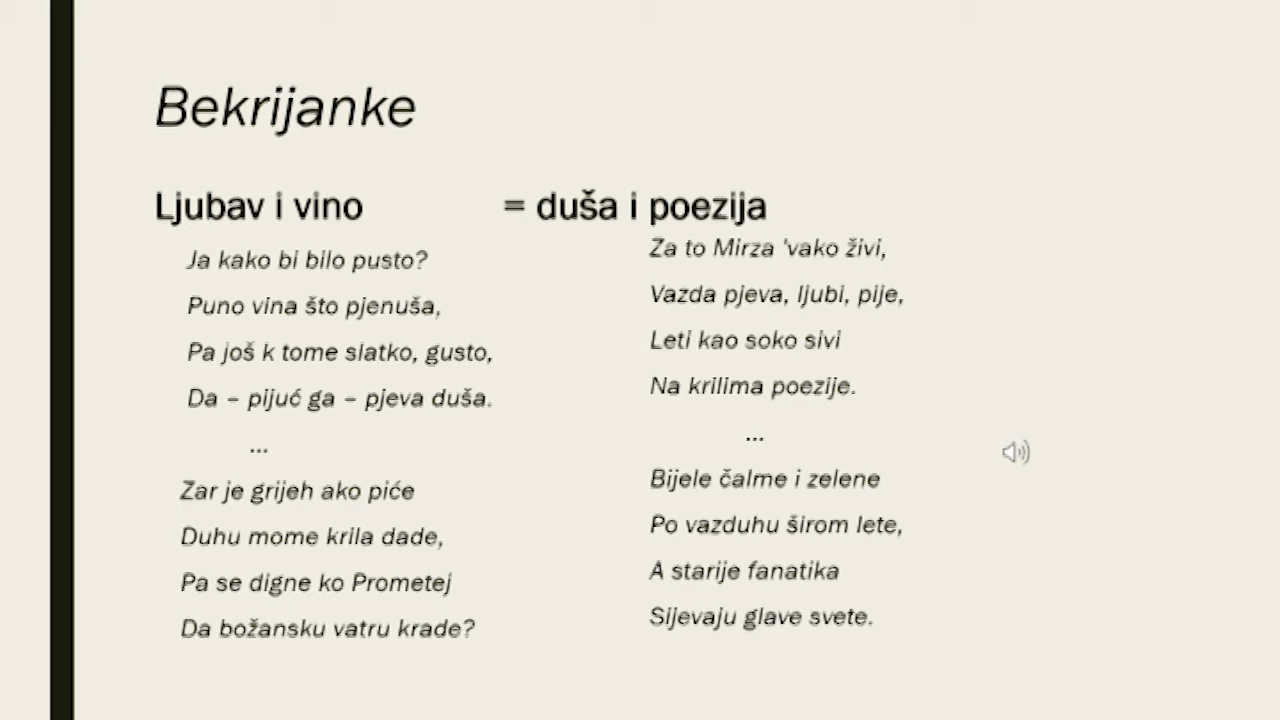 Bekrijanke
Ljubav i vino = duša i poezija
Ja kako bi bilo pusto?
Puno vina što pjenuša,
Pa još k tome slatko, gusto,
Da – pijuć ga – pjeva duša.
...
Zar je grijeh ako piće
Duhu mome krila dade,
Pa se digne ko Prometej
Da božansku vatru krade?
Za to Mirza 'vako živi,
Vazda pjeva, ljubi, pije,
Leti kao soko sivi
Na krilima poezije.
...
Bijele čalme i zelene
Po vazduhu širom lete,
A starije fanatika
Sijevaju glave svete.